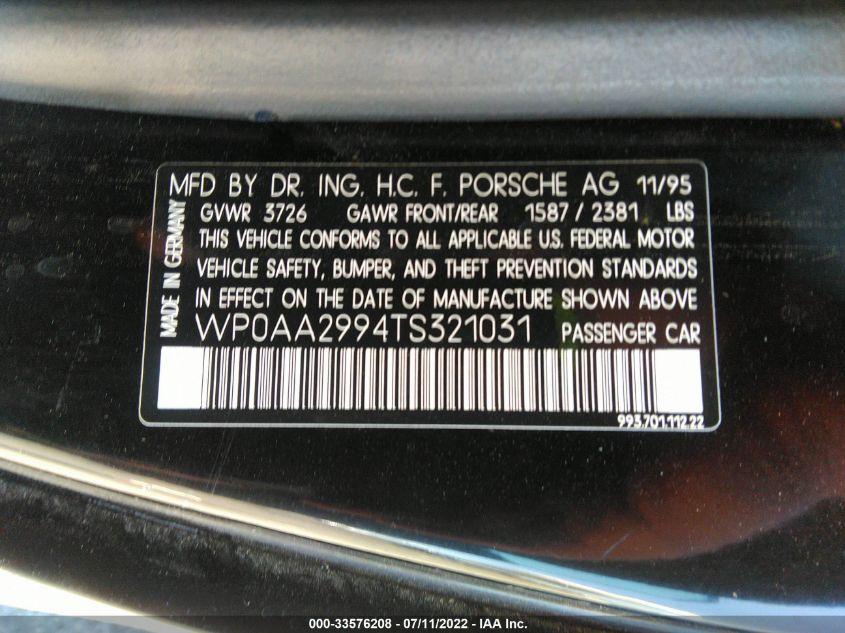 MFD BY DR. ING. H.C. F. PORSCHE AG 11/95
GVWR 3726 GAWR FRONT/REAR 1587 / 2381 LBS
THIS VEHICLE CONFORMS TO ALL APPLICABLE U.S. FEDERAL MOTOR
VEHICLE SAFETY, BUMPER, AND THEFT PREVENTION STANDARDS
IN EFFECT ON THE DATE OF MANUFACTURE SHOWN ABOVE.
WP0AA2994TS321031 PASSENGER CAR
MADE IN GERMANY
993.701.112.22
000-33576208 - 07/11/2022 - IAA Inc.